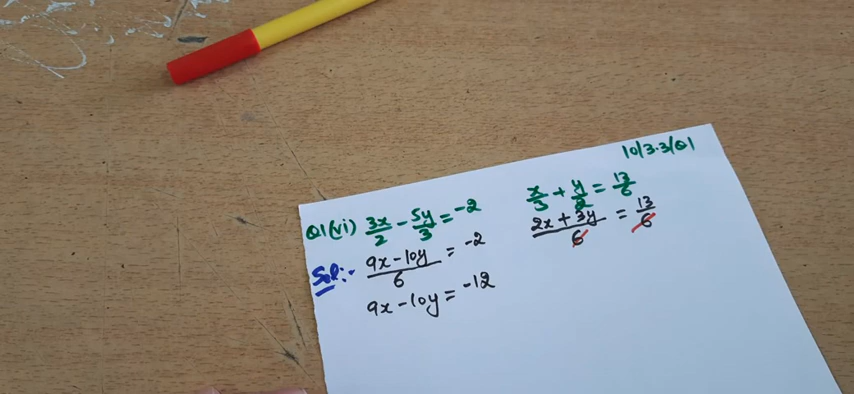 10/3.3/Q1
Q1(vi) 3x/2 - 5y/3 = -2
x/3 + y/2 = 13/6
Sol:- 9x - 10y/6 = -2
2x + 3y/6 = 13/6
9x - 10y = -12